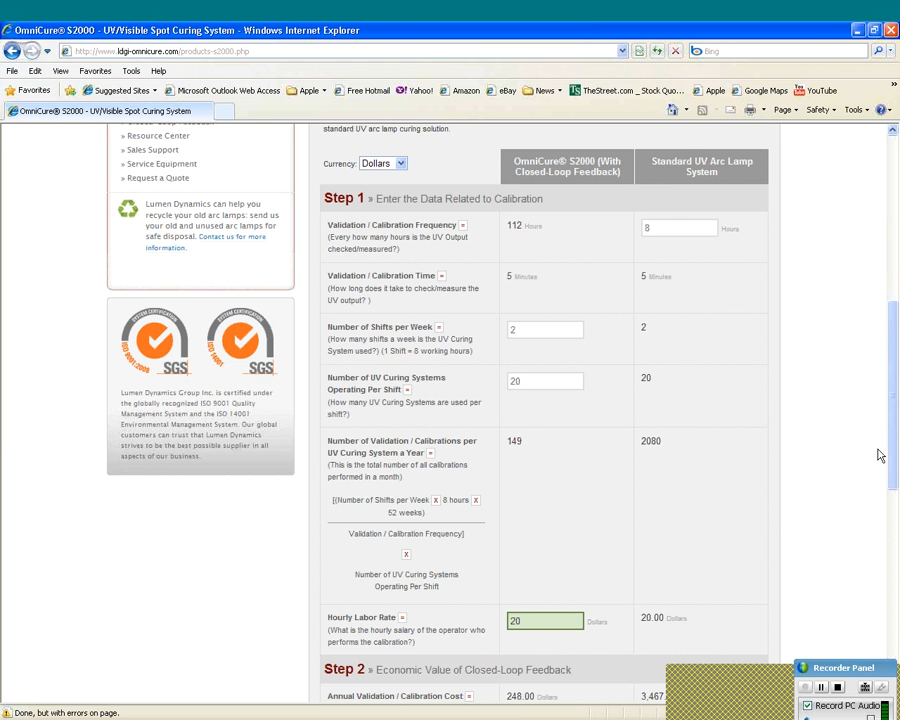 OmniCure® S2000 - UV/Visible Spot Curing System - Windows Internet Explorer
http://www.ldgi-omnicure.com/products-s2000.php
Bing
File Edit View Favorites Tools Help
Favorites Suggested Sites Microsoft Outlook Web Access Apple Free Hotmail Yahoo! Amazon eBay News TheStreet.com _ Stock Quo... Apple Google Maps YouTube
OmniCure® S2000 - UV/Visible Spot Curing System
Page Safety Tools
» Resource Center
» Sales Support
» Service Equipment
» Request a Quote
Lumen Dynamics can help you
recycle your old arc lamps: send us
your old and unused arc lamps for
safe disposal. Contact us for more
information.
SYSTEM CERTIFICATION
ISO 9001:2008
SGS
SYSTEM CERTIFICATION
ISO 14001
SGS
Lumen Dynamics Group Inc. is certified under
the globally recognized ISO 9001 Quality
Management System and the ISO 14001
Environmental Management System. Our global
customers can trust that Lumen Dynamics
strives to be the best possible supplier in all
aspects of our business.
standard UV arc lamp curing solution.
Currency: Dollars
OmniCure® S2000 (With
Closed-Loop Feedback)
Standard UV Arc Lamp
System
Step 1 » Enter the Data Related to Calibration
Validation / Calibration Frequency =
(Every how many hours is the UV Output
checked/measured?)
112 Hours
8 Hours
Validation / Calibration Time =
(How long does it take to check/measure the
UV output? )
5 Minutes
5 Minutes
Number of Shifts per Week =
(How many shifts a week is the UV Curing
System used?) (1 Shift = 8 working hours)
2
2
Number of UV Curing Systems
Operating Per Shift =
(How many UV Curing Systems are used per
shift?)
20
20
Number of Validation / Calibrations per
UV Curing System a Year =
(This is the total number of all calibrations
performed in a month)
149
2080
[(Number of Shifts per Week x 8 hours x
52 weeks)
Validation / Calibration Frequency]
x
Number of UV Curing Systems
Operating Per Shift
Hourly Labor Rate =
(What is the hourly salary of the operator who
performs the calibration?)
20 Dollars
20.00 Dollars
Step 2 » Economic Value of Closed-Loop Feedback
Annual Validation / Calibration Cost =
248.00 Dollars
3,467
Recorder Panel
Record PC Audio
Done, but with errors on page.